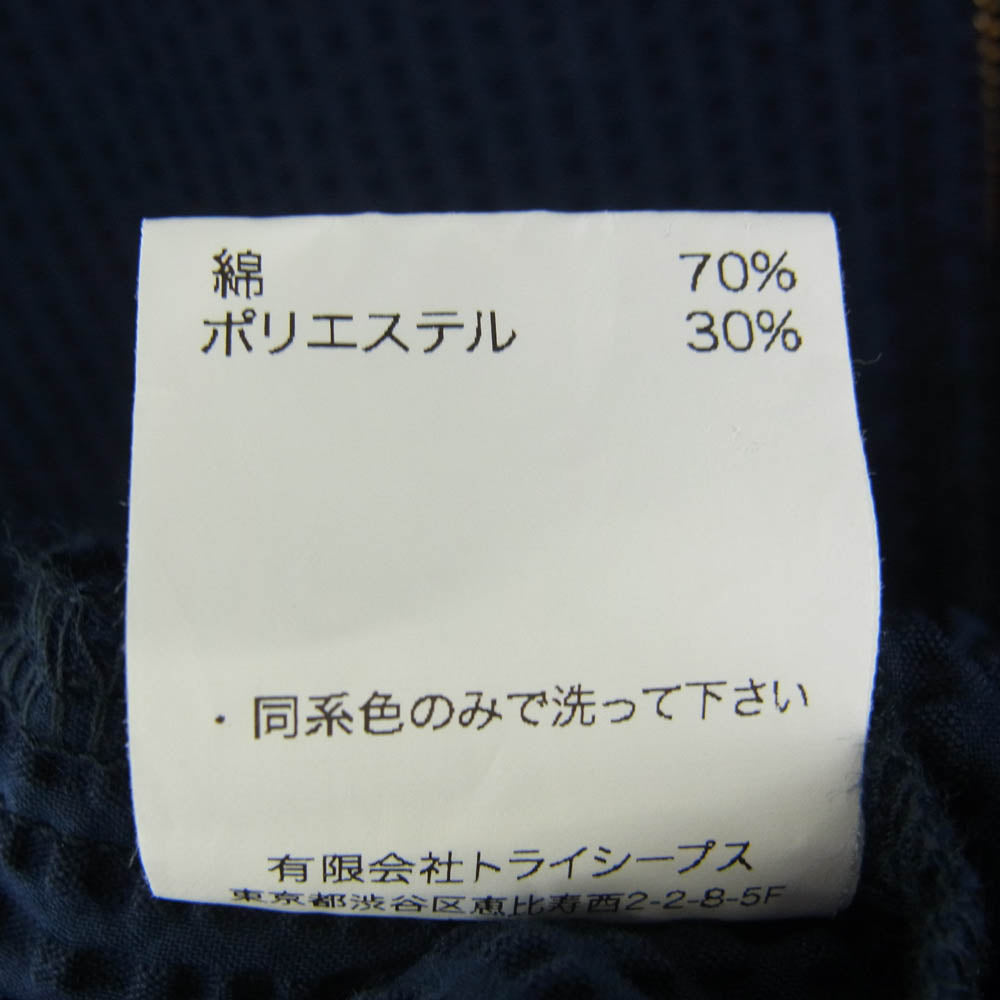 綿 70%
ポリエステル 30%
・同系色のみで洗って下さい
有限会社トライシープス
東京都渋谷区恵比寿西2-2-8-5F